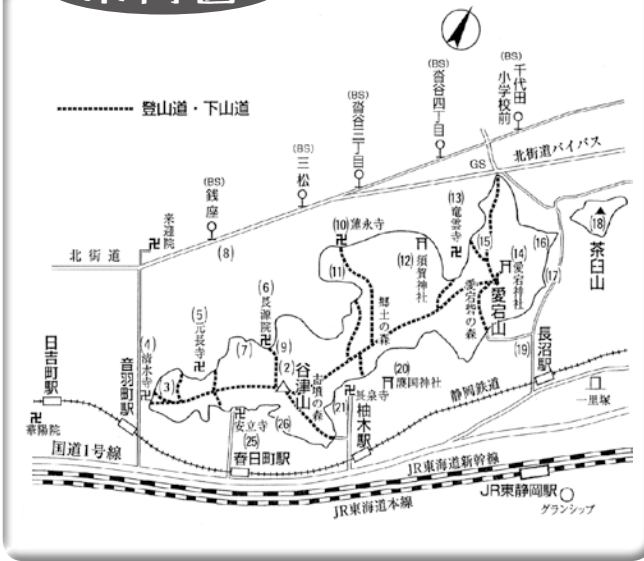 案内図
登山道・下山道
(BS) 千代田小学校前
(BS) 沓谷四丁目
(BS) 沓谷三丁目
(BS) 三松
(BS) 銭座
GS
北街道バイパス
来迎院
北街道
(8)
(10) 蓮永寺
(11)
(12) 須賀神社
(13) 竜雲寺
(15)
(14) 愛宕神社
(16)
(17)
(18)
茶臼山
愛宕山
愛宕砦の森
郷土の森
(6) 長源院
(5) 元長寺
(7)
(9)
(2)
谷津山
古墳の森
(4) 清水寺
(3)
日吉町駅
音羽町駅
華陽院
安立寺
(25)
(26)
春日町駅
(21)
長泉寺
柚木駅
(20)
護国神社
(19)
長沼駅
静岡鉄道
一里塚
国道1号線
JR東海道新幹線
JR東海道本線
JR東静岡駅
グランシップ